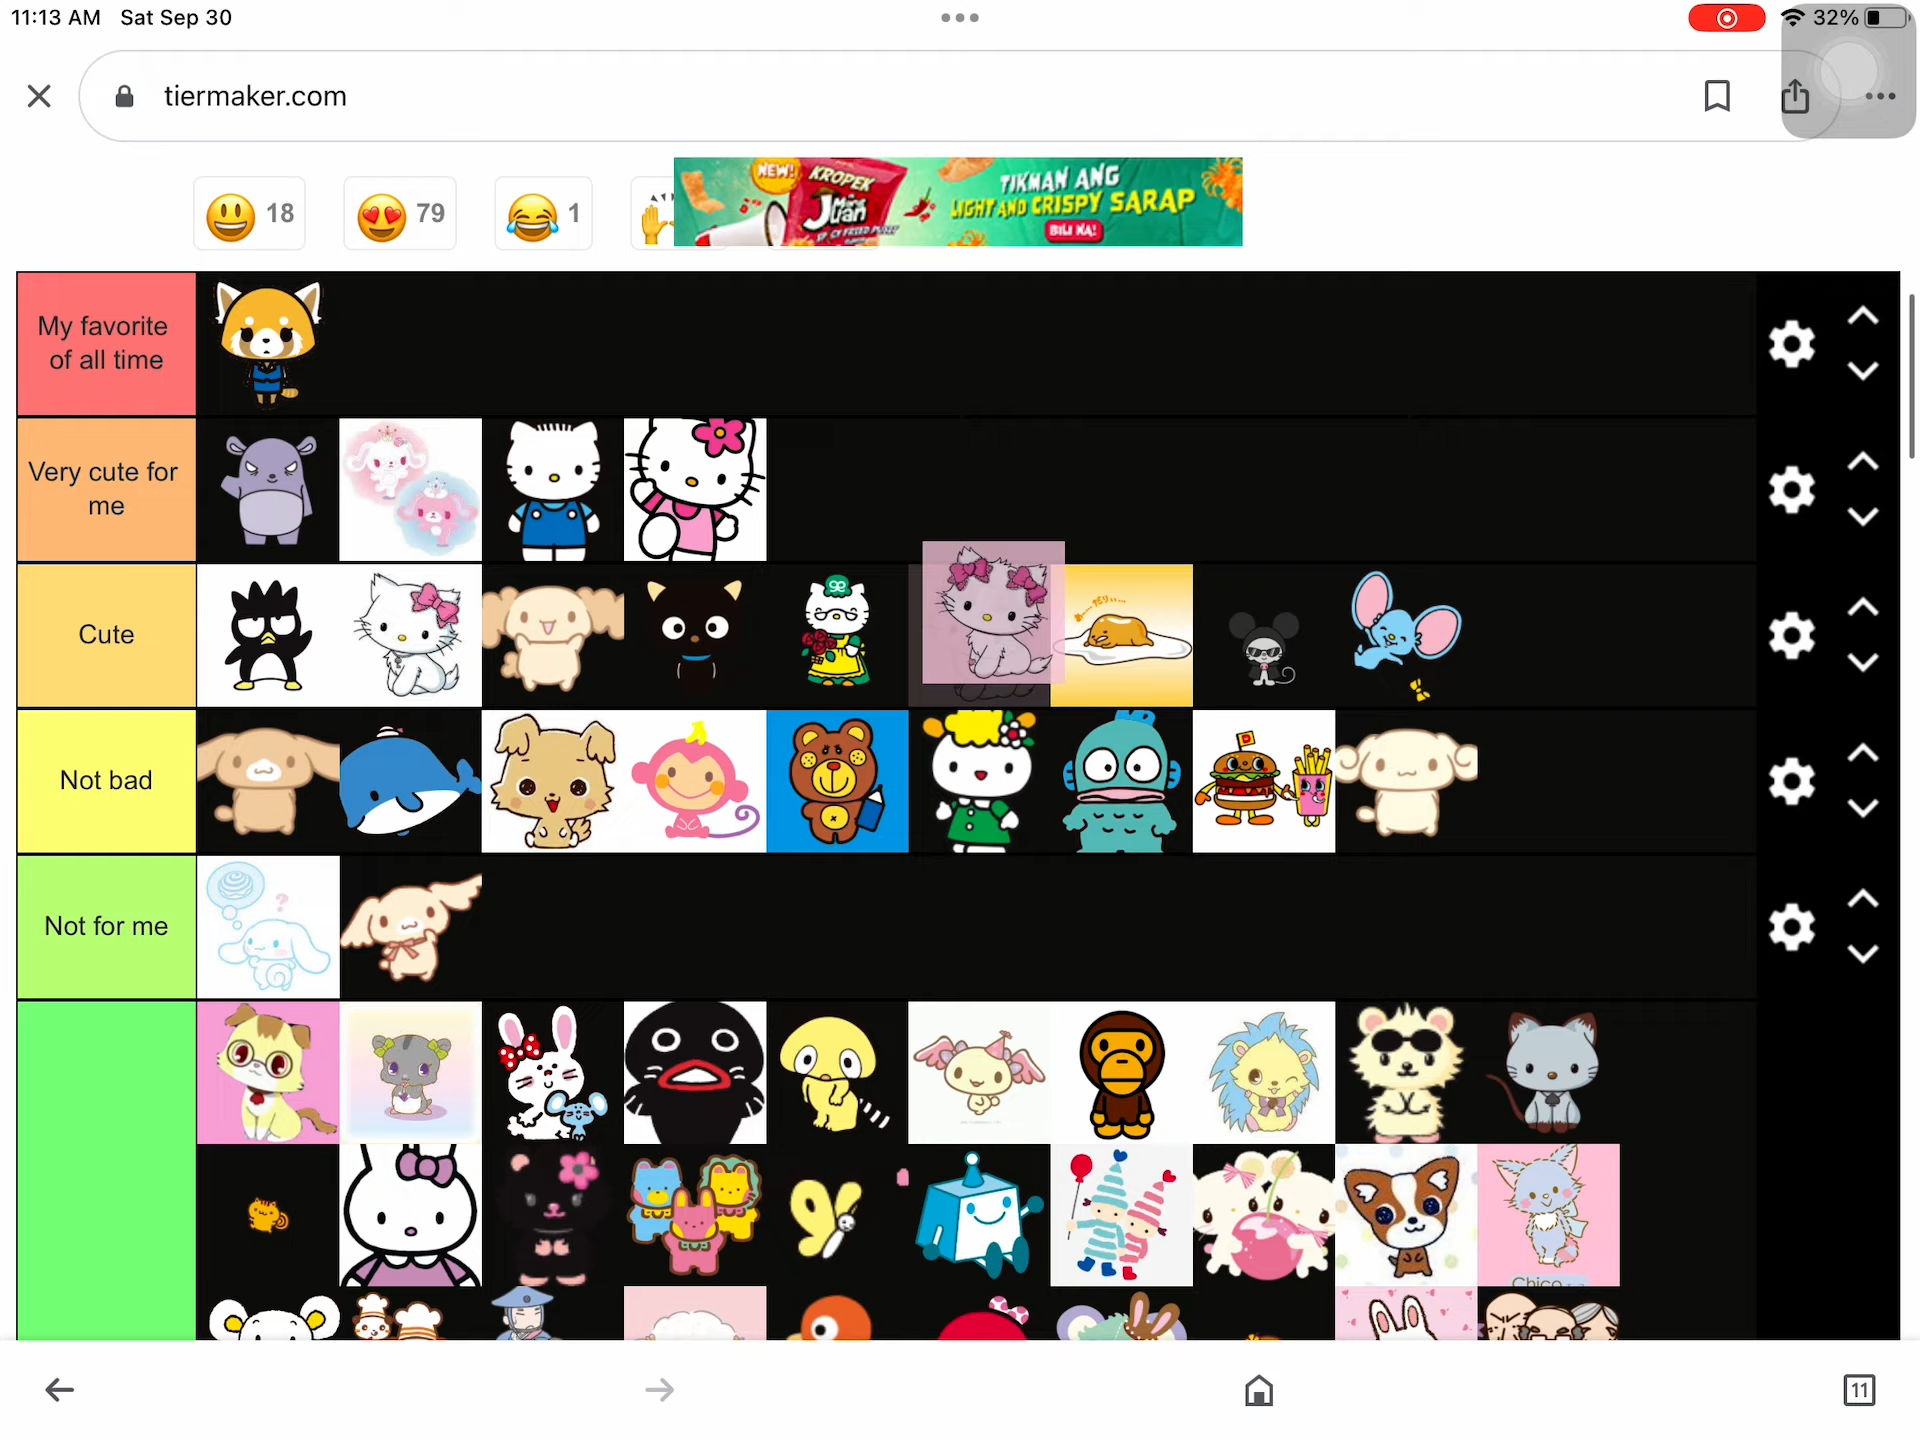 11:13 AM Sat Sep 30
32%
tiermaker.com
18
79
1
NEW!
KROPEK
TIKMAN ANG
LIGHT AND CRISPY SARAP
BILI NA!
My favorite
of all time
Very cute for
me
Cute
Not bad
Not for me
Chico
11